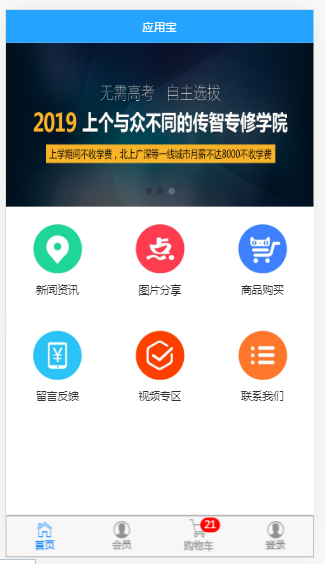 应用宝
无需高考 自主选拔
2019 上个与众不同的传智专修学院
上学期间不收学费，北上广深等一线城市月薪不达8000不收学费
新闻资讯
图片分享
商品购买
留言反馈
视频专区
联系我们
21
首页
会员
购物车
登录